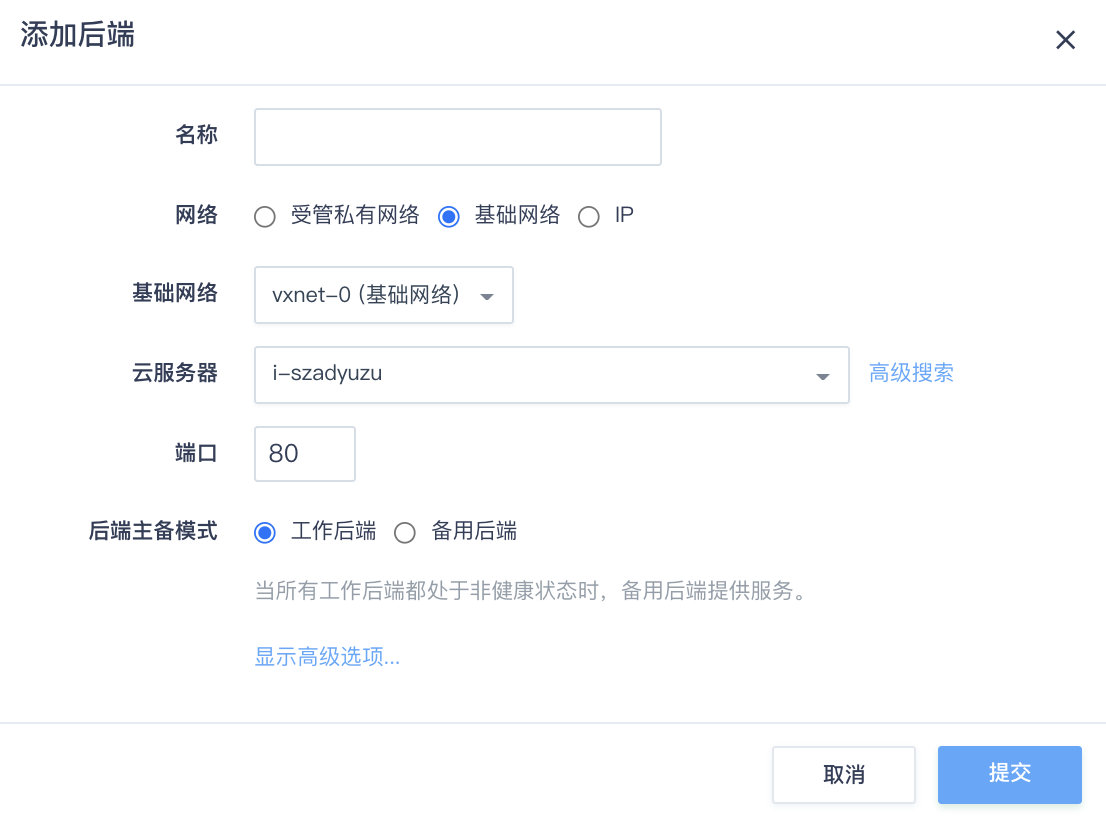 添加后端
名称
网络 受管私有网络 基础网络 IP
基础网络 vxnet-0 (基础网络)
云服务器 i-szadyuzu 高级搜索
端口 80
后端主备模式 工作后端 备用后端
当所有工作后端都处于非健康状态时，备用后端提供服务。
显示高级选项...
取消 提交